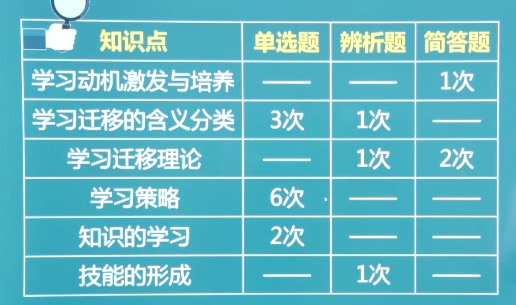 知识点 单选题 辨析题 简答题
学习动机激发与培养 —— —— 1次
学习迁移的含义分类 3次 1次 ——
学习迁移理论 —— 1次 2次
学习策略 6次 —— ——
知识的学习 2次 —— ——
技能的形成 —— 1次 ——